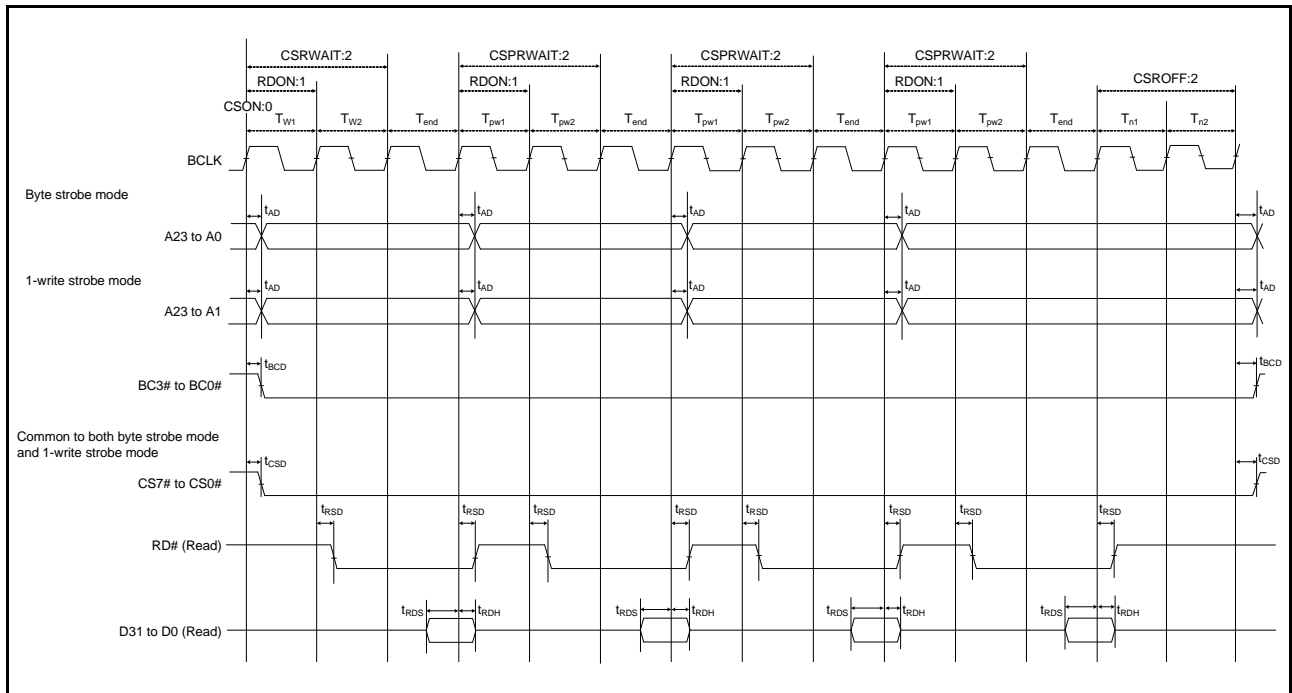 CSRWAIT:2 CSPRWAIT:2 CSPRWAIT:2 CSPRWAIT:2
RDON:1 RDON:1 RDON:1 RDON:1 CSROFF:2
CSON:0
TW1 TW2 Tend Tpw1 Tpw2 Tend Tpw1 Tpw2 Tend Tpw1 Tpw2 Tend Tn1 Tn2
BCLK
Byte strobe mode
tAD tAD tAD tAD tAD
A23 to A0
1-write strobe mode
tAD tAD tAD tAD tAD
A23 to A1
tBCD tBCD
BC3# to BC0#
Common to both byte strobe mode
and 1-write strobe mode
tCSD tCSD
CS7# to CS0#
tRSD tRSD tRSD tRSD tRSD tRSD tRSD tRSD
RD# (Read)
tRDS tRDH tRDS tRDH tRDS tRDH tRDS tRDH
D31 to D0 (Read)